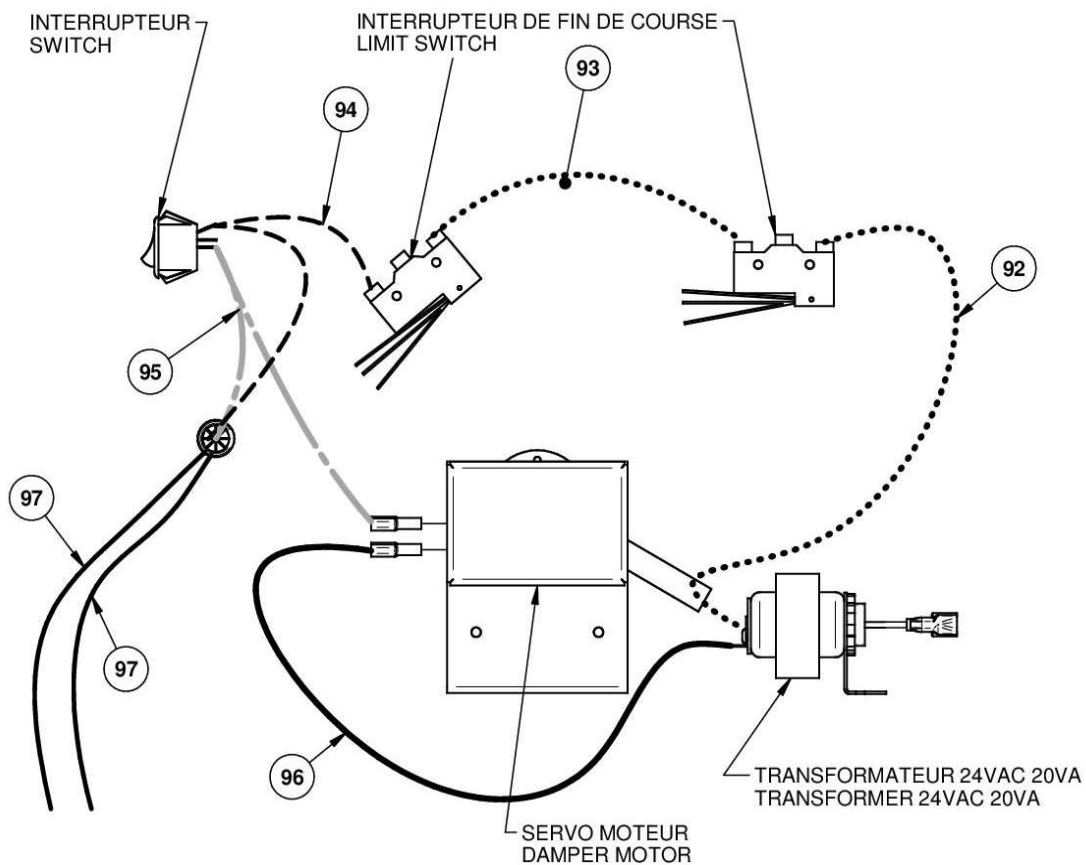 INTERRUPTEUR
SWITCH
INTERRUPTEUR DE FIN DE COURSE
LIMIT SWITCH
93
94
92
95
97
97
96
TRANSFORMATEUR 24VAC 20VA
TRANSFORMER 24VAC 20VA
SERVO MOTEUR
DAMPER MOTOR